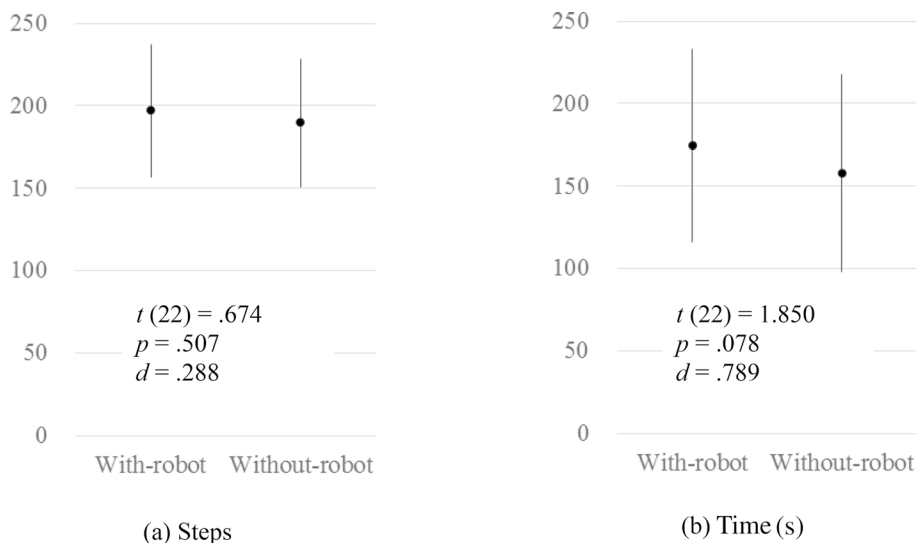 250
200
150
100
50
0
t (22) = .674
p = .507
d = .288
With-robot Without-robot
(a) Steps
250
200
150
100
50
0
t (22) = 1.850
p = .078
d = .789
With-robot Without-robot
(b) Time (s)